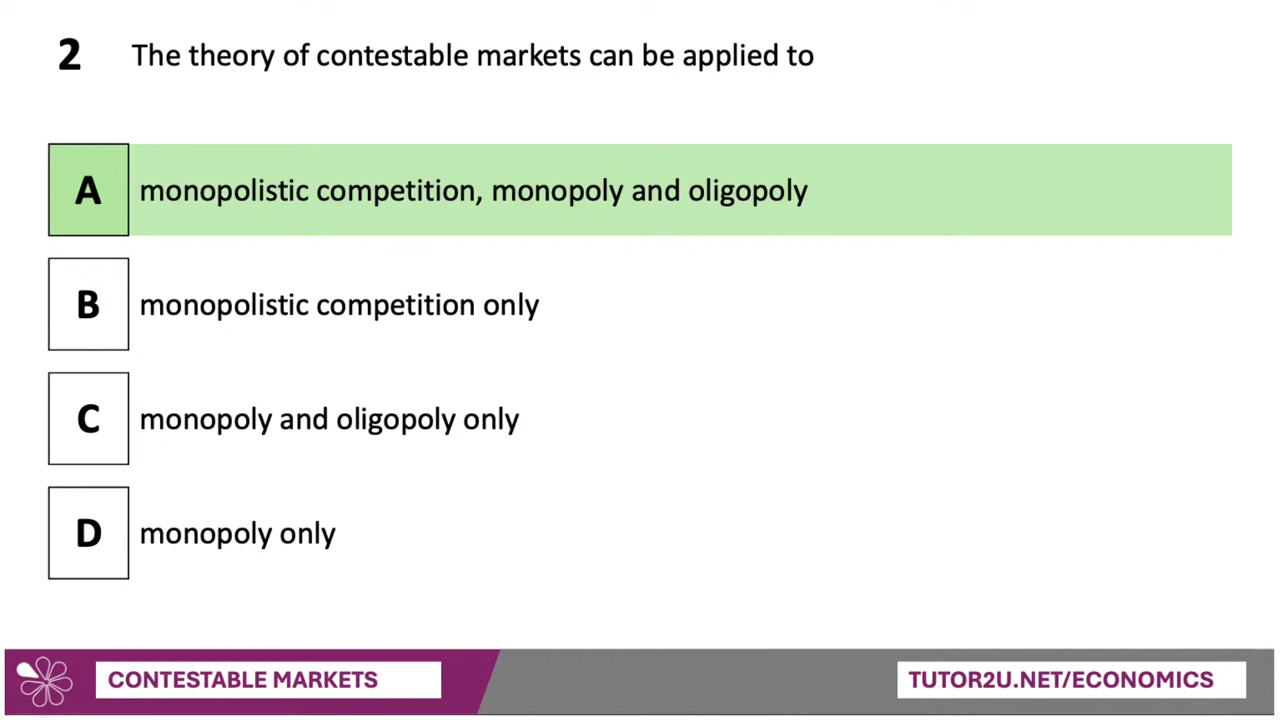 2 The theory of contestable markets can be applied to
A monopolistic competition, monopoly and oligopoly
B monopolistic competition only
C monopoly and oligopoly only
D monopoly only
CONTESTABLE MARKETS TUTOR2U.NET/ECONOMICS